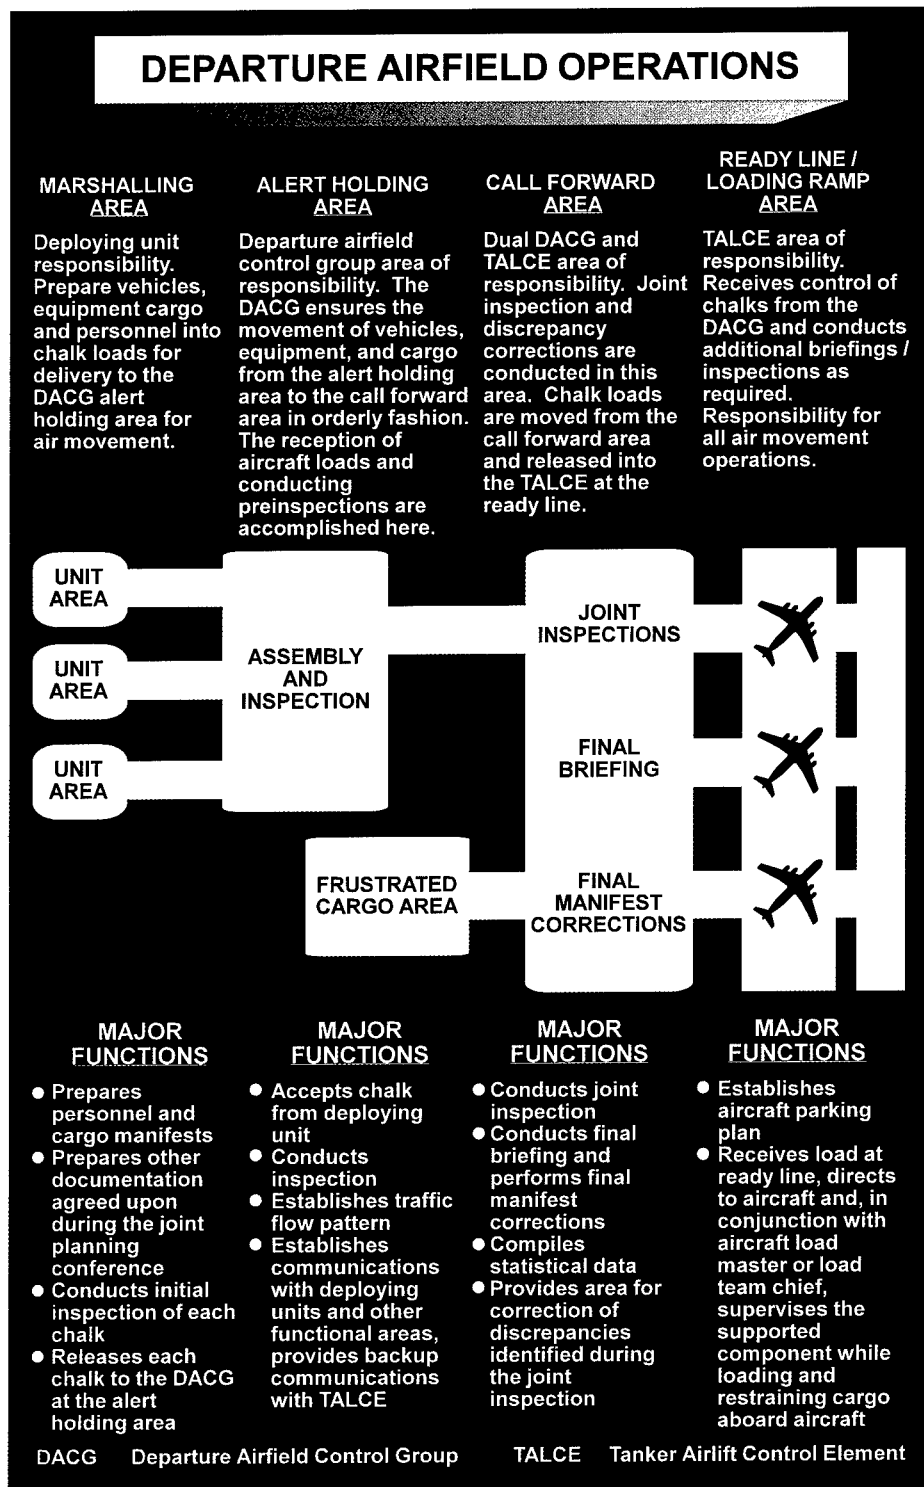 DEPARTURE AIRFIELD OPERATIONS
MARSHALLING
AREA
Deploying unit
responsibility.
Prepare vehicles,
equipment cargo
and personnel into
chalk loads for
delivery to the
DACG alert
holding area for
air movement.
ALERT HOLDING
AREA
Departure airfield
control group area of
responsibility. The
DACG ensures the
movement of vehicles,
equipment, and cargo
from the alert holding
area to the call forward
area in orderly fashion.
The reception of
aircraft loads and
conducting
preinspections are
accomplished here.
CALL FORWARD
AREA
Dual DACG and
TALCE area of
responsibility. Joint
inspection and
discrepancy
corrections are
conducted in this
area. Chalk loads
are moved from the
call forward area
and released into
the TALCE at the
ready line.
READY LINE /
LOADING RAMP
AREA
TALCE area of
responsibility.
Receives control of
chalks from the
DACG and conducts
additional briefings /
inspections as
required.
Responsibility for
all air movement
operations.
UNIT
AREA
UNIT
AREA
UNIT
AREA
ASSEMBLY
AND
INSPECTION
FRUSTRATED
CARGO AREA
JOINT
INSPECTIONS
FINAL
BRIEFING
FINAL
MANIFEST
CORRECTIONS
MAJOR
FUNCTIONS
● Prepares
personnel and
cargo manifests
● Prepares other
documentation
agreed upon
during the joint
planning
conference
● Conducts initial
inspection of each
chalk
● Releases each
chalk to the DACG
at the alert
holding area
MAJOR
FUNCTIONS
● Accepts chalk
from deploying
unit
● Conducts
inspection
● Establishes traffic
flow pattern
● Establishes
communications
with deploying
units and other
functional areas,
provides backup
communications
with TALCE
MAJOR
FUNCTIONS
● Conducts joint
inspection
● Conducts final
briefing and
performs final
manifest
corrections
● Compiles
statistical data
● Provides area for
correction of
discrepancies
identified during
the joint
inspection
MAJOR
FUNCTIONS
● Establishes
aircraft parking
plan
● Receives load at
ready line, directs
to aircraft and, in
conjunction with
aircraft load
master or load
team chief,
supervises the
supported
component while
loading and
restraining cargo
aboard aircraft
DACG Departure Airfield Control Group TALCE Tanker Airlift Control Element